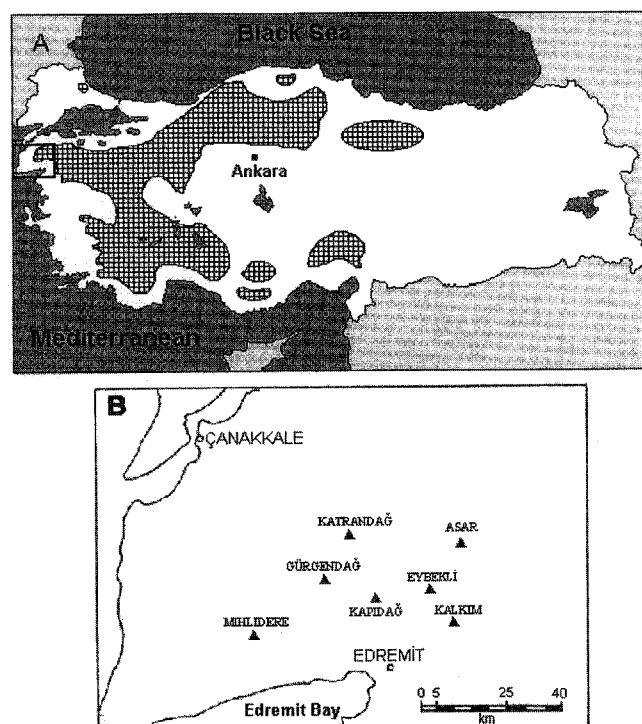 A
Black Sea
Ankara
Mediterranean
B
ÇANAKKALE
KATRANDAĞ
ASAR
GÜRGENDAĞ
EYBEKLİ
KAPIDAĞ
KALKIM
MIHLIDERE
EDREMİT
Edremit Bay
0 5 25 40
km